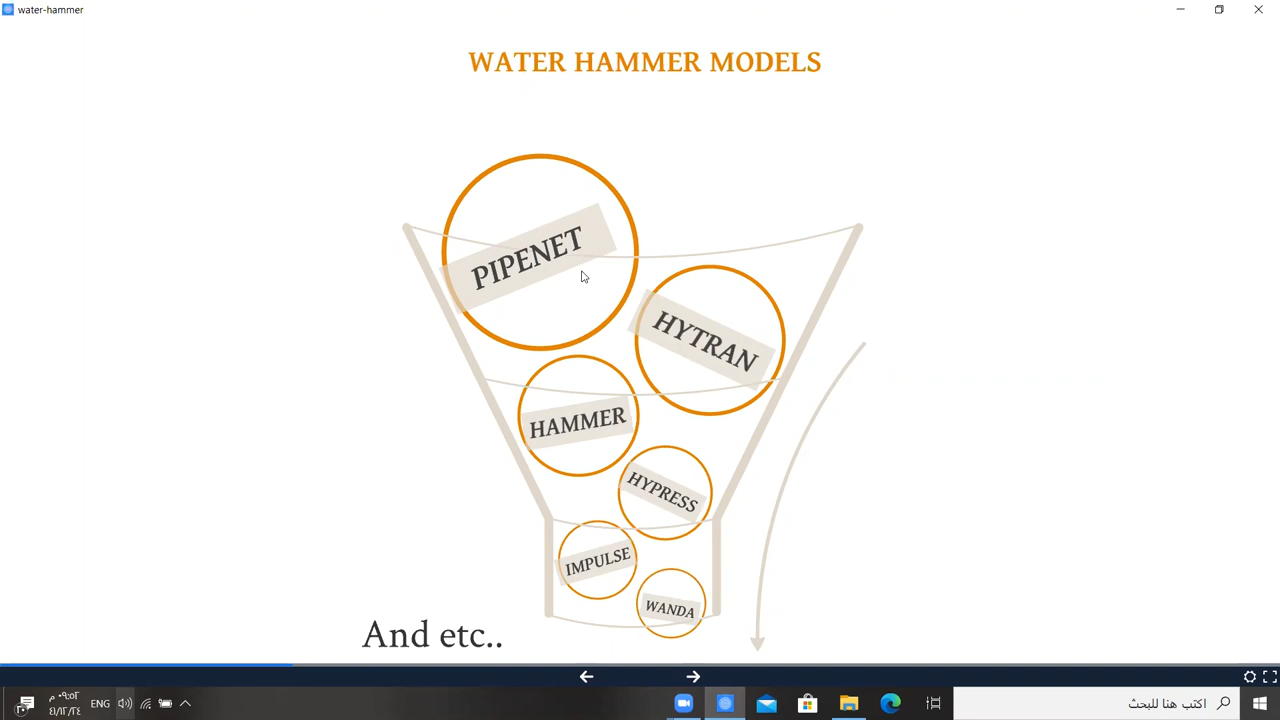 water-hammer
WATER HAMMER MODELS
PIPENET
HYTRAN
HAMMER
HYPRESS
IMPULSE
WANDA
And etc..
ENG
اكتب هنا للبحث